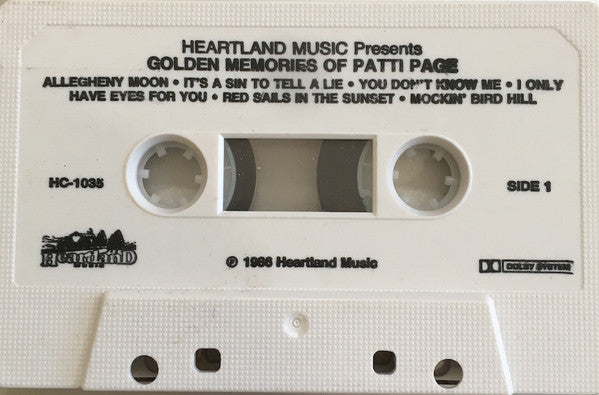 HEARTLAND MUSIC Presents
GOLDEN MEMORIES OF PATTI PAGE
ALLEGHENY MOON • IT'S A SIN TO TELL A LIE • YOU DON'T KNOW ME • I ONLY
HAVE EYES FOR YOU • RED SAILS IN THE SUNSET • MOCKIN' BIRD HILL
HC-1035
SIDE 1
HEARTLAND
MUSIC
℗ 1986 Heartland Music
DOLBY SYSTEM